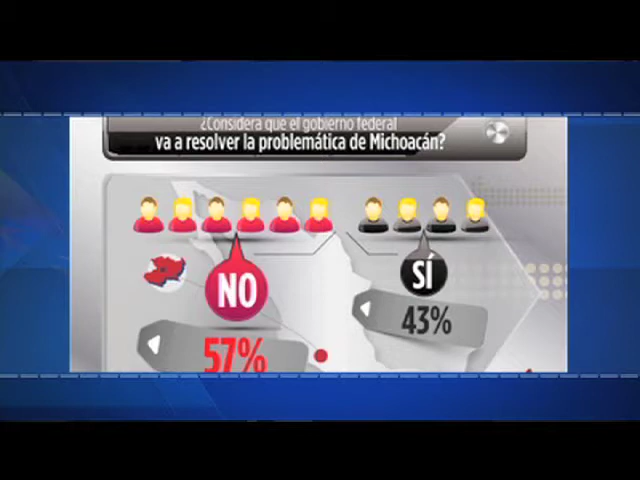 ¿Considera que el gobierno federal
va a resolver la problemática de Michoacán?
NO
SÍ
57%
43%